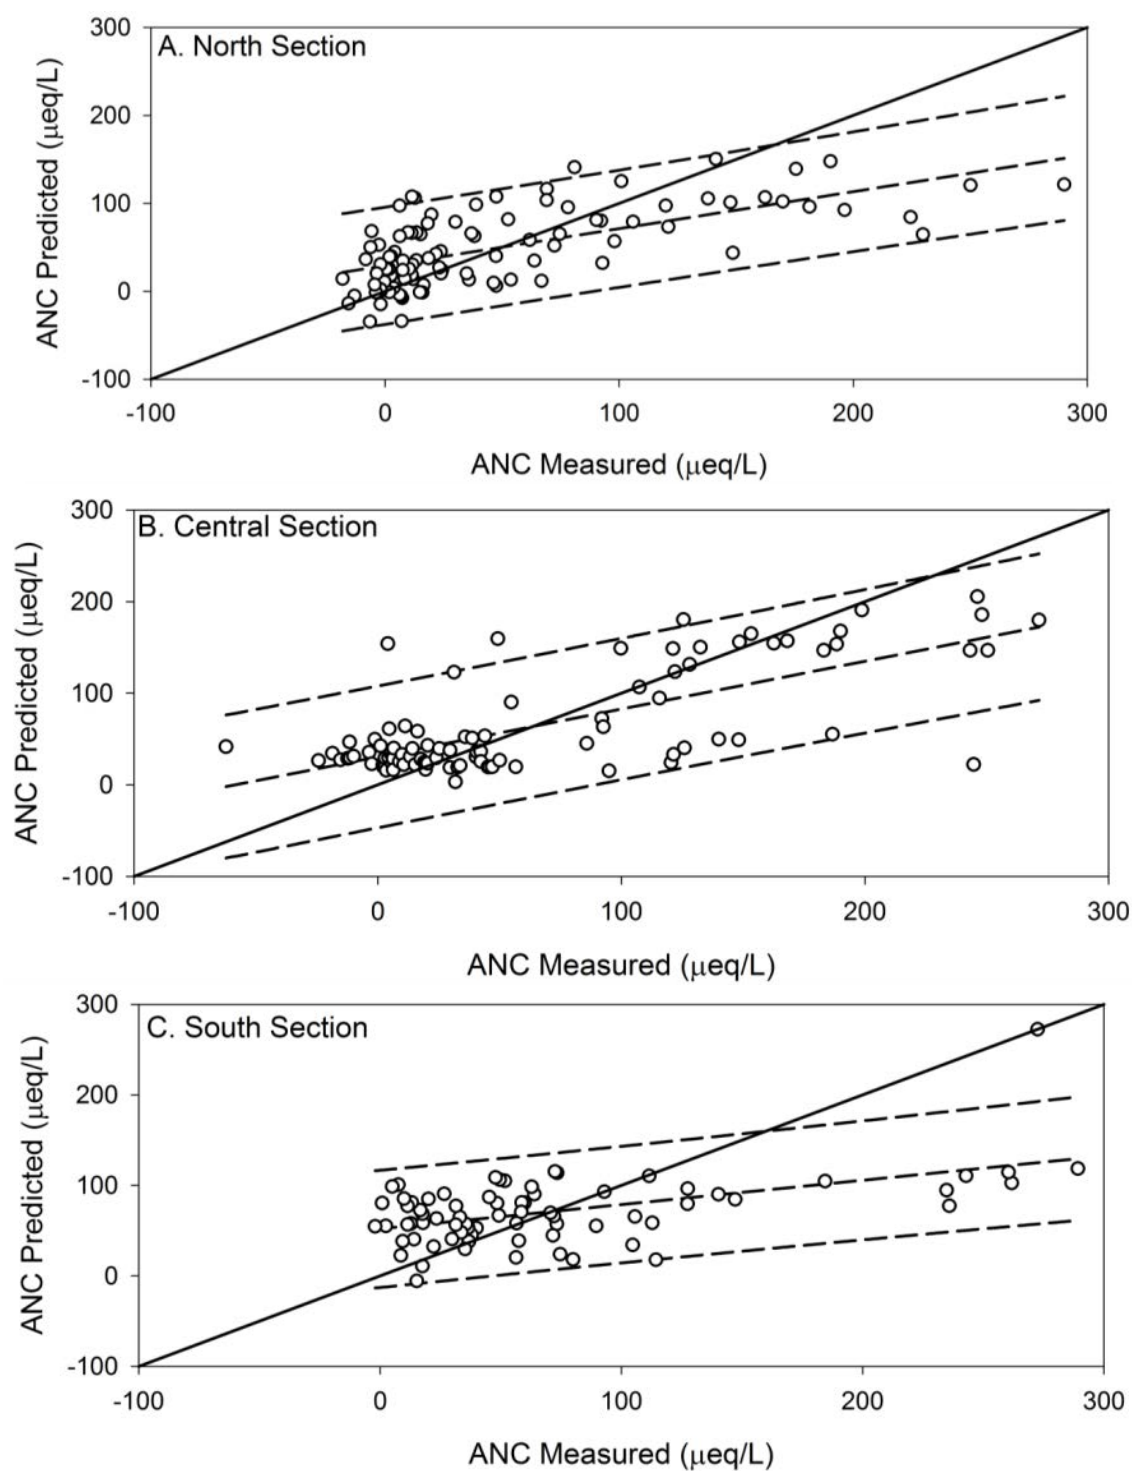 A. North Section
300
200
100
0
-100
ANC Predicted (μeq/L)
-100 0 100 200 300
ANC Measured (μeq/L)
B. Central Section
300
200
100
0
-100
ANC Predicted (μeq/L)
-100 0 100 200 300
ANC Measured (μeq/L)
C. South Section
300
200
100
0
-100
ANC Predicted (μeq/L)
-100 0 100 200 300
ANC Measured (μeq/L)